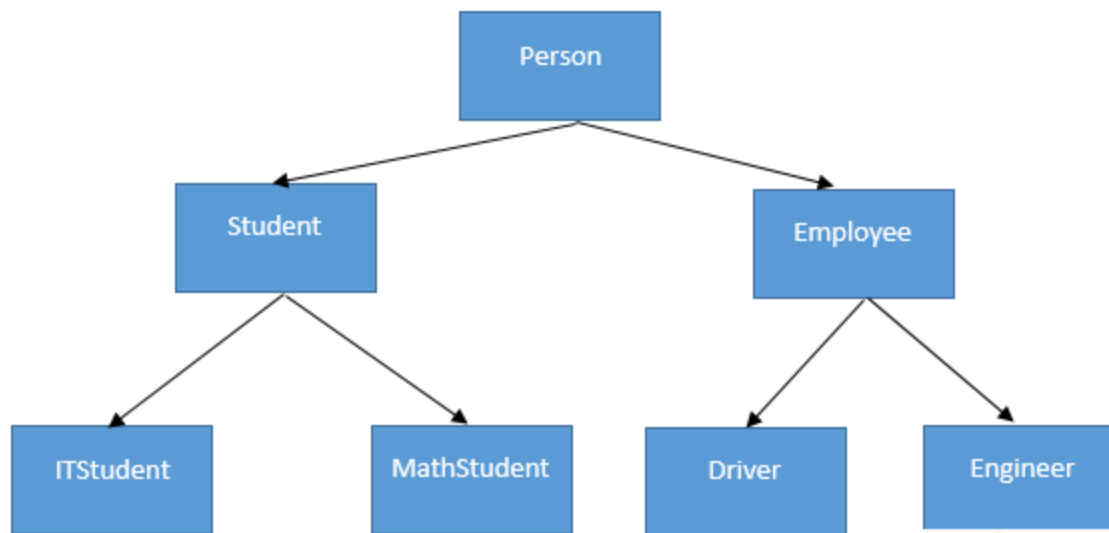 Person
Student
Employee
ITStudent
MathStudent
Driver
Engineer